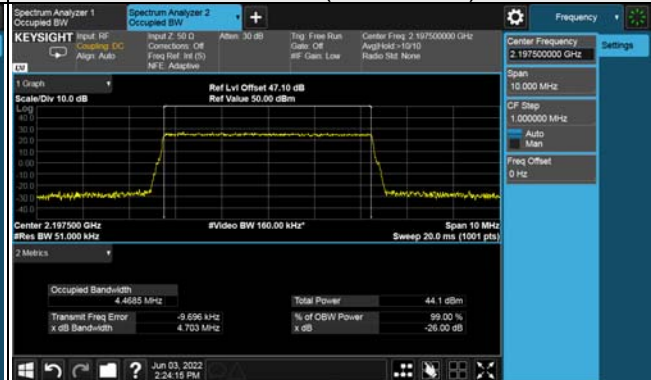 Spectrum Analyzer 1
Occupied BW
Spectrum Analyzer 2
Occupied BW
Frequency
KEYSIGHT
Input: RF
Coupling: DC
Align: Auto
Input Z: 50 Ω
Corrections: Off
Freq Ref: Int (S)
NFE: Adaptive
Atten: 30 dB
Trig: Free Run
Gate: Off
#IF Gain: Low
Center Freq: 2.197500000 GHz
Avg|Hold:>10/10
Radio Std: None
Center Frequency
2.197500000 GHz
Settings
Span
10.000 MHz
CF Step
1.000000 MHz
Auto
Man
Freq Offset
0 Hz
1 Graph
Scale/Div 10.0 dB
Ref Lvl Offset 47.10 dB
Ref Value 50.00 dBm
Log
40.0
30.0
20.0
10.0
0.00
-10.0
-20.0
-30.0
-40.0
Center 2.197500 GHz
#Res BW 51.000 kHz
#Video BW 160.00 kHz*
Span 10 MHz
Sweep 20.0 ms (1001 pts)
2 Metrics
Occupied Bandwidth
4.4685 MHz
Total Power 44.1 dBm
Transmit Freq Error -9.696 kHz
% of OBW Power 99.00 %
x dB Bandwidth 4.703 MHz
x dB -26.00 dB
Jun 03, 2022
2:24:15 PM